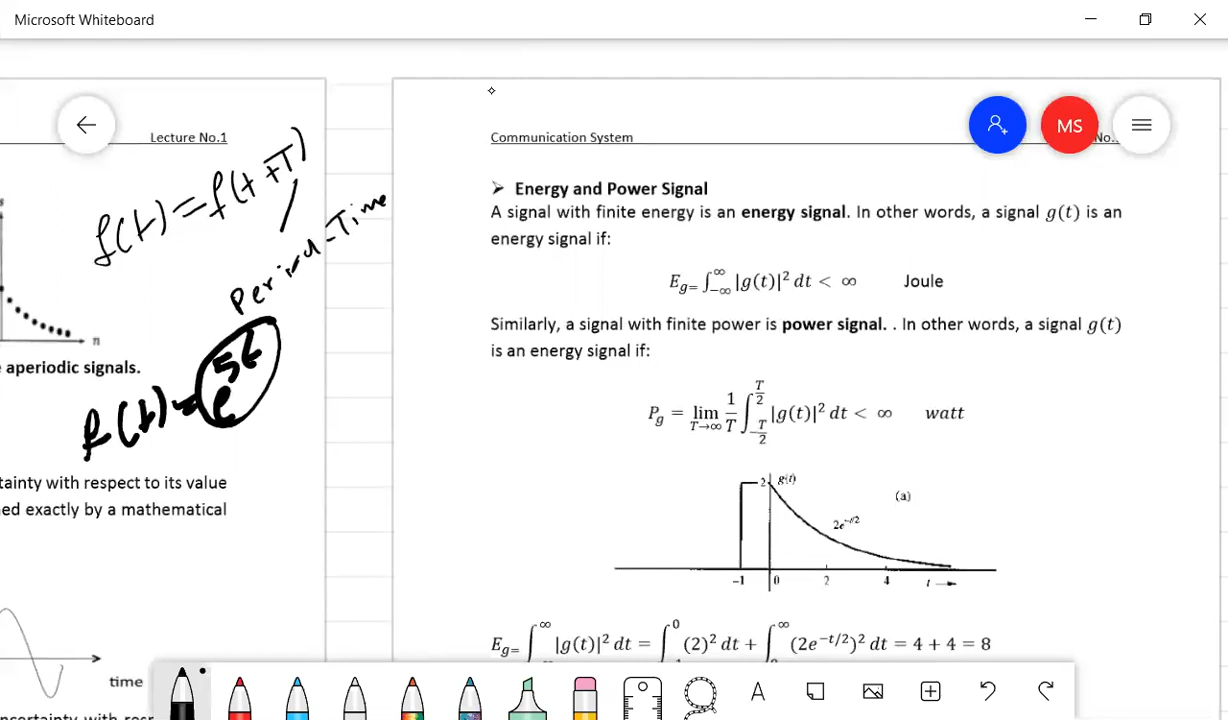 Microsoft Whiteboard
Lecture No.1
f(t) = f(t+T)
Period-Time
n
e aperiodic signals.
f(t) = e^5t
tainty with respect to its value
ed exactly by a mathematical
time
certainty with resp
Communication System
No.
MS
➢ Energy and Power Signal
A signal with finite energy is an energy signal. In other words, a signal g(t) is an
energy signal if:
E_g= ∫_{-∞}^{∞} |g(t)|² dt < ∞ Joule
Similarly, a signal with finite power is power signal. . In other words, a signal g(t)
is an energy signal if:
P_g = lim_{T→∞} 1/T ∫_{-T/2}^{T/2} |g(t)|² dt < ∞ watt
2 g(t)
(a)
2e^{-t/2}
-1 0 2 4 t
E_g= ∫_{-∞}^{∞} |g(t)|² dt = ∫_{-1}^{0} (2)² dt + ∫_{0}^{∞} (2e^{-t/2})² dt = 4 + 4 = 8
A